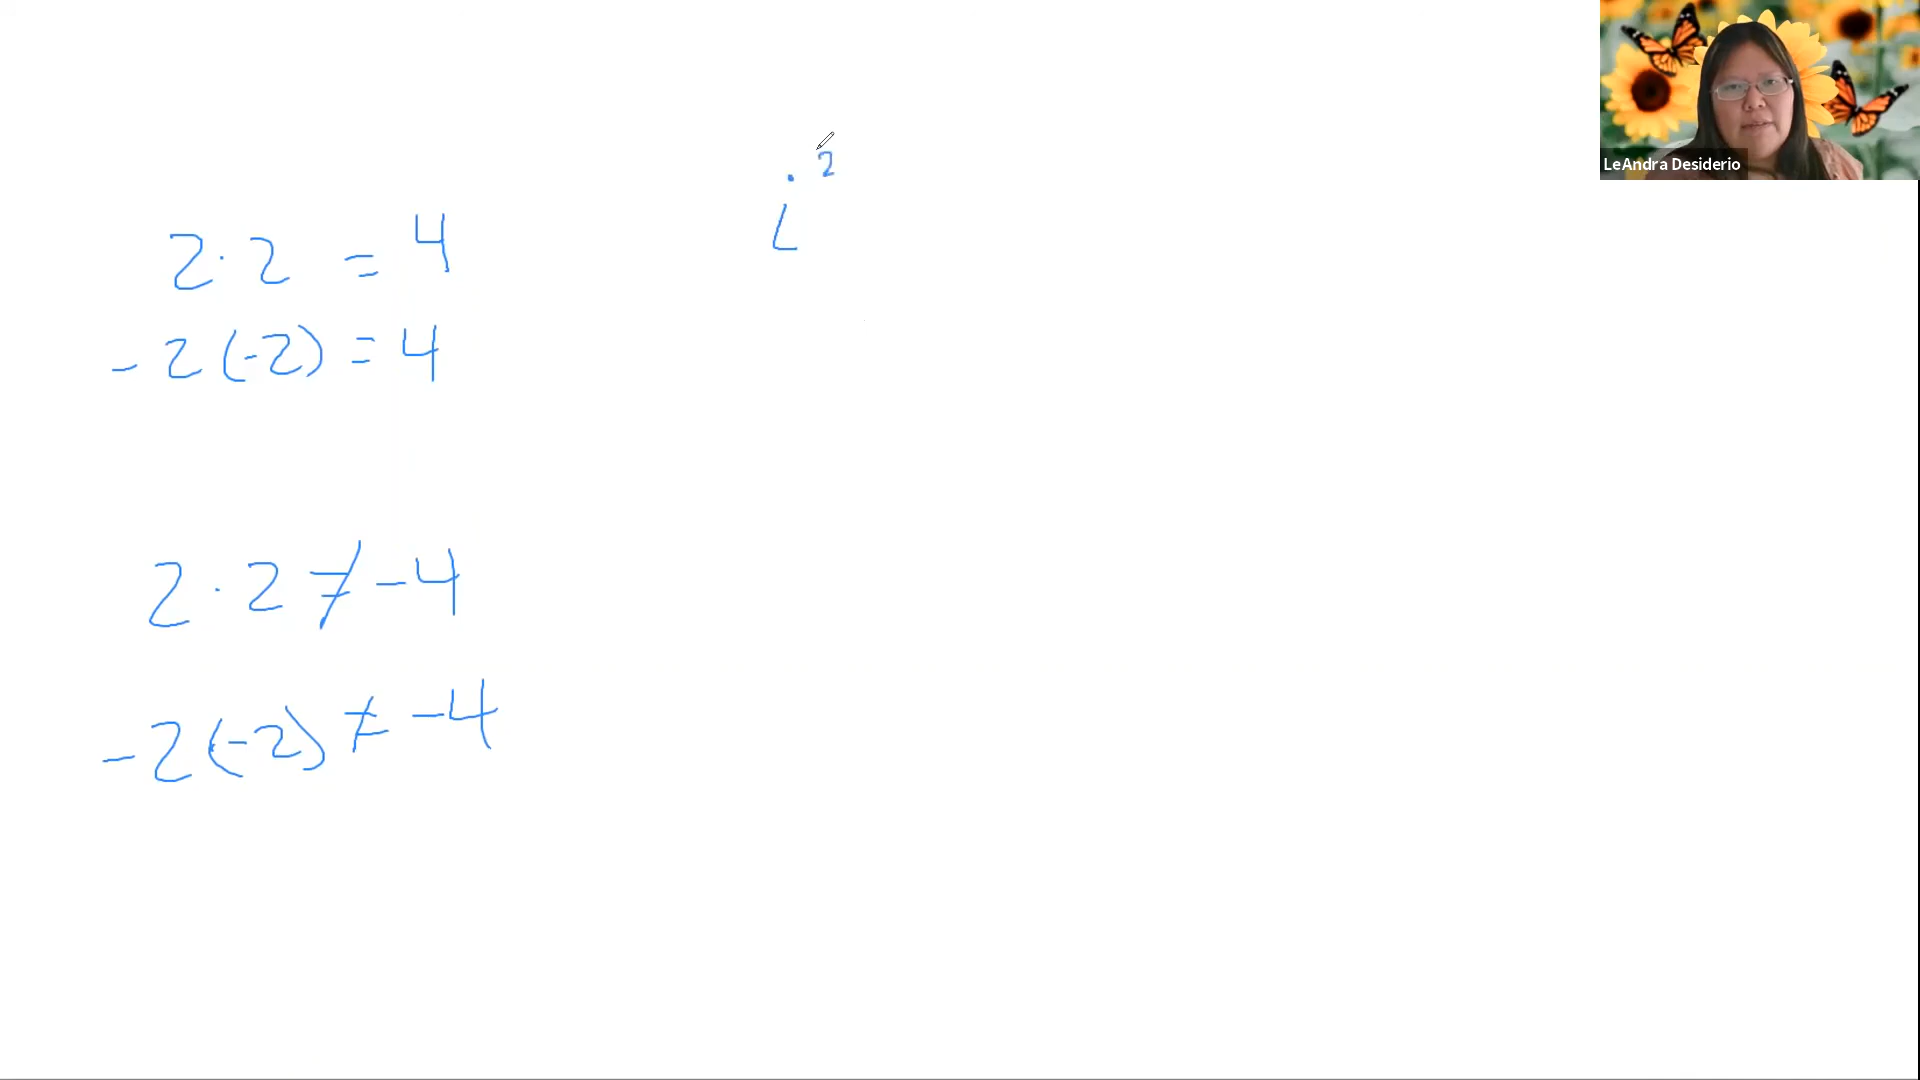 2 · 2 = 4
-2(-2) = 4
2 · 2 ≠ -4
-2(-2) ≠ -4
i²
LeAndra Desiderio